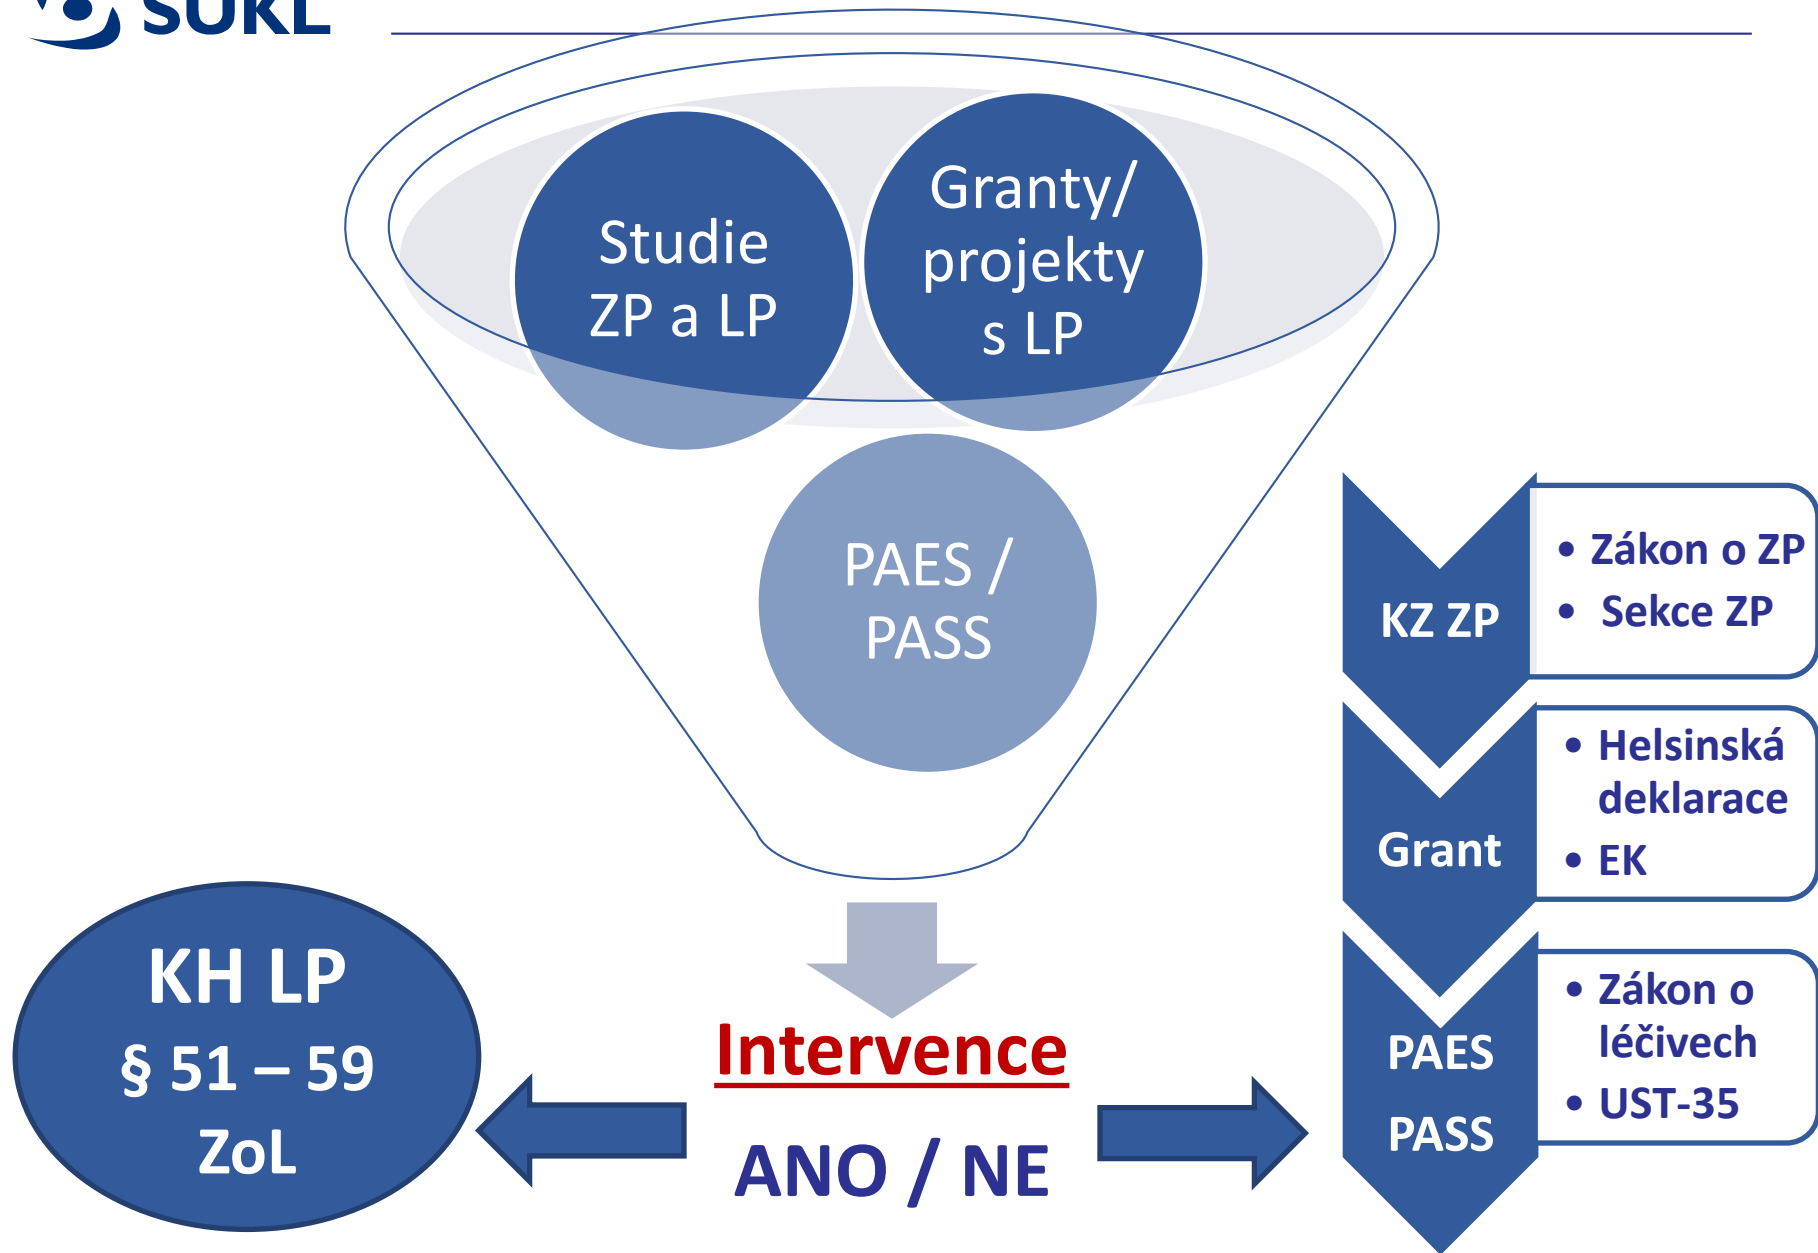 SÚKL
Studie
ZP a LP
Granty/
projekty
s LP
PAES /
PASS
Intervence
ANO / NE
KH LP
§ 51 – 59
ZoL
KZ ZP
• Zákon o ZP
• Sekce ZP
Grant
• Helsinská
deklarace
• EK
PAES
PASS
• Zákon o
léčivech
• UST-35